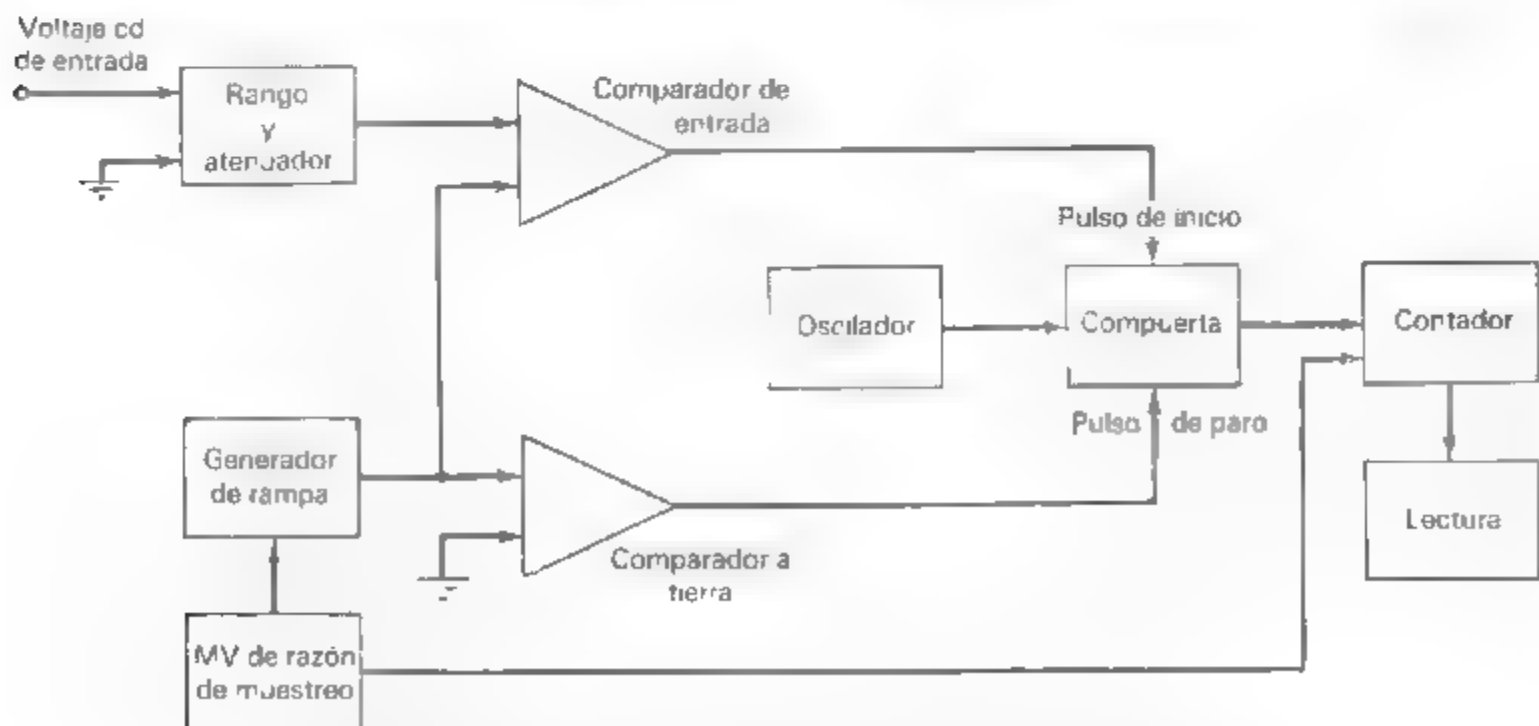 Voltaje cd
de entrada
Rango
y
atenuador
Comparador de
entrada
Pulso de inicio
Oscilador
Compuerta
Contador
Pulso de paro
Generador
de rampa
Lectura
Comparador a
tierra
MV de razón
de muestreo